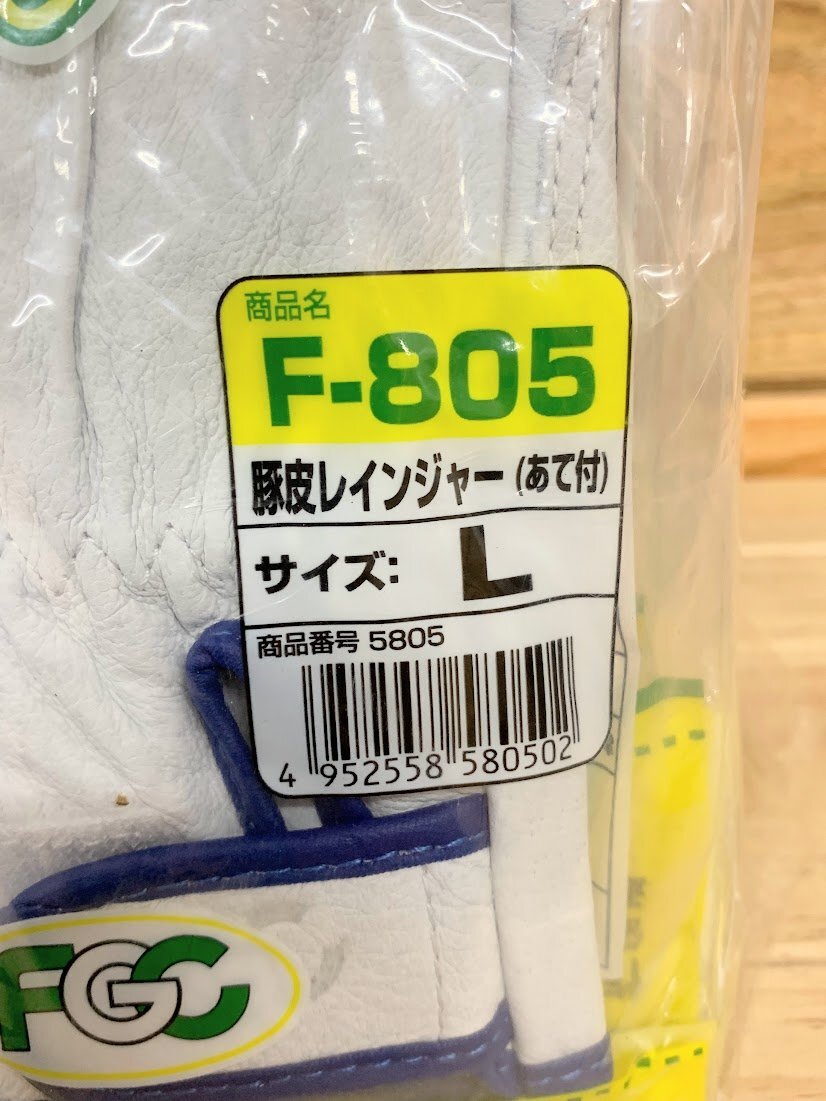 商品名
F-805
豚皮レインジャー(あて付)
サイズ: L
商品番号 5805
4 952558 580502
FGC